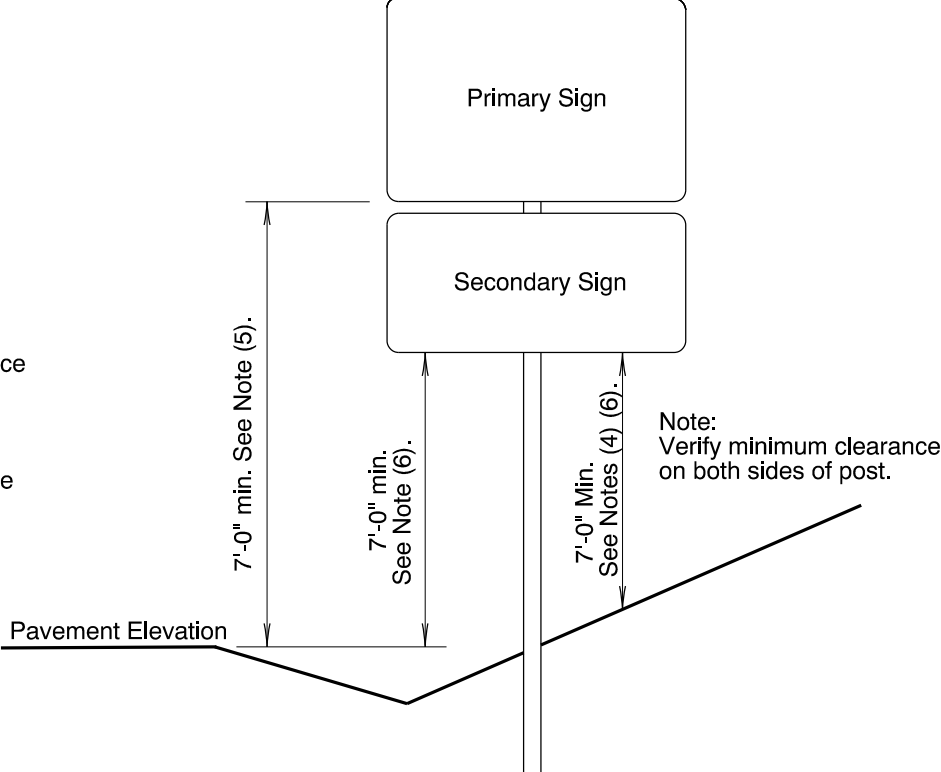 Primary Sign
Secondary Sign
ce
e
7'-0" min. See Note (5).
7'-0" min.
See Note (6).
7'-0" Min.
See Notes (4) (6).
Note:
Verify minimum clearance
on both sides of post.
Pavement Elevation